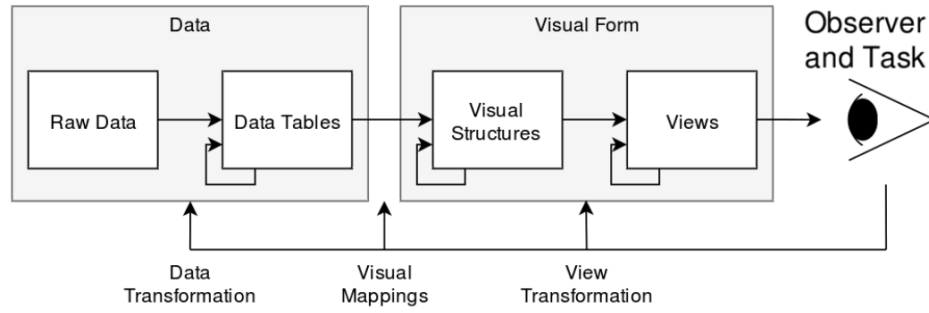 Data
Visual Form
Observer
and Task
Raw Data
Data Tables
Visual
Structures
Views
Data
Transformation
Visual
Mappings
View
Transformation